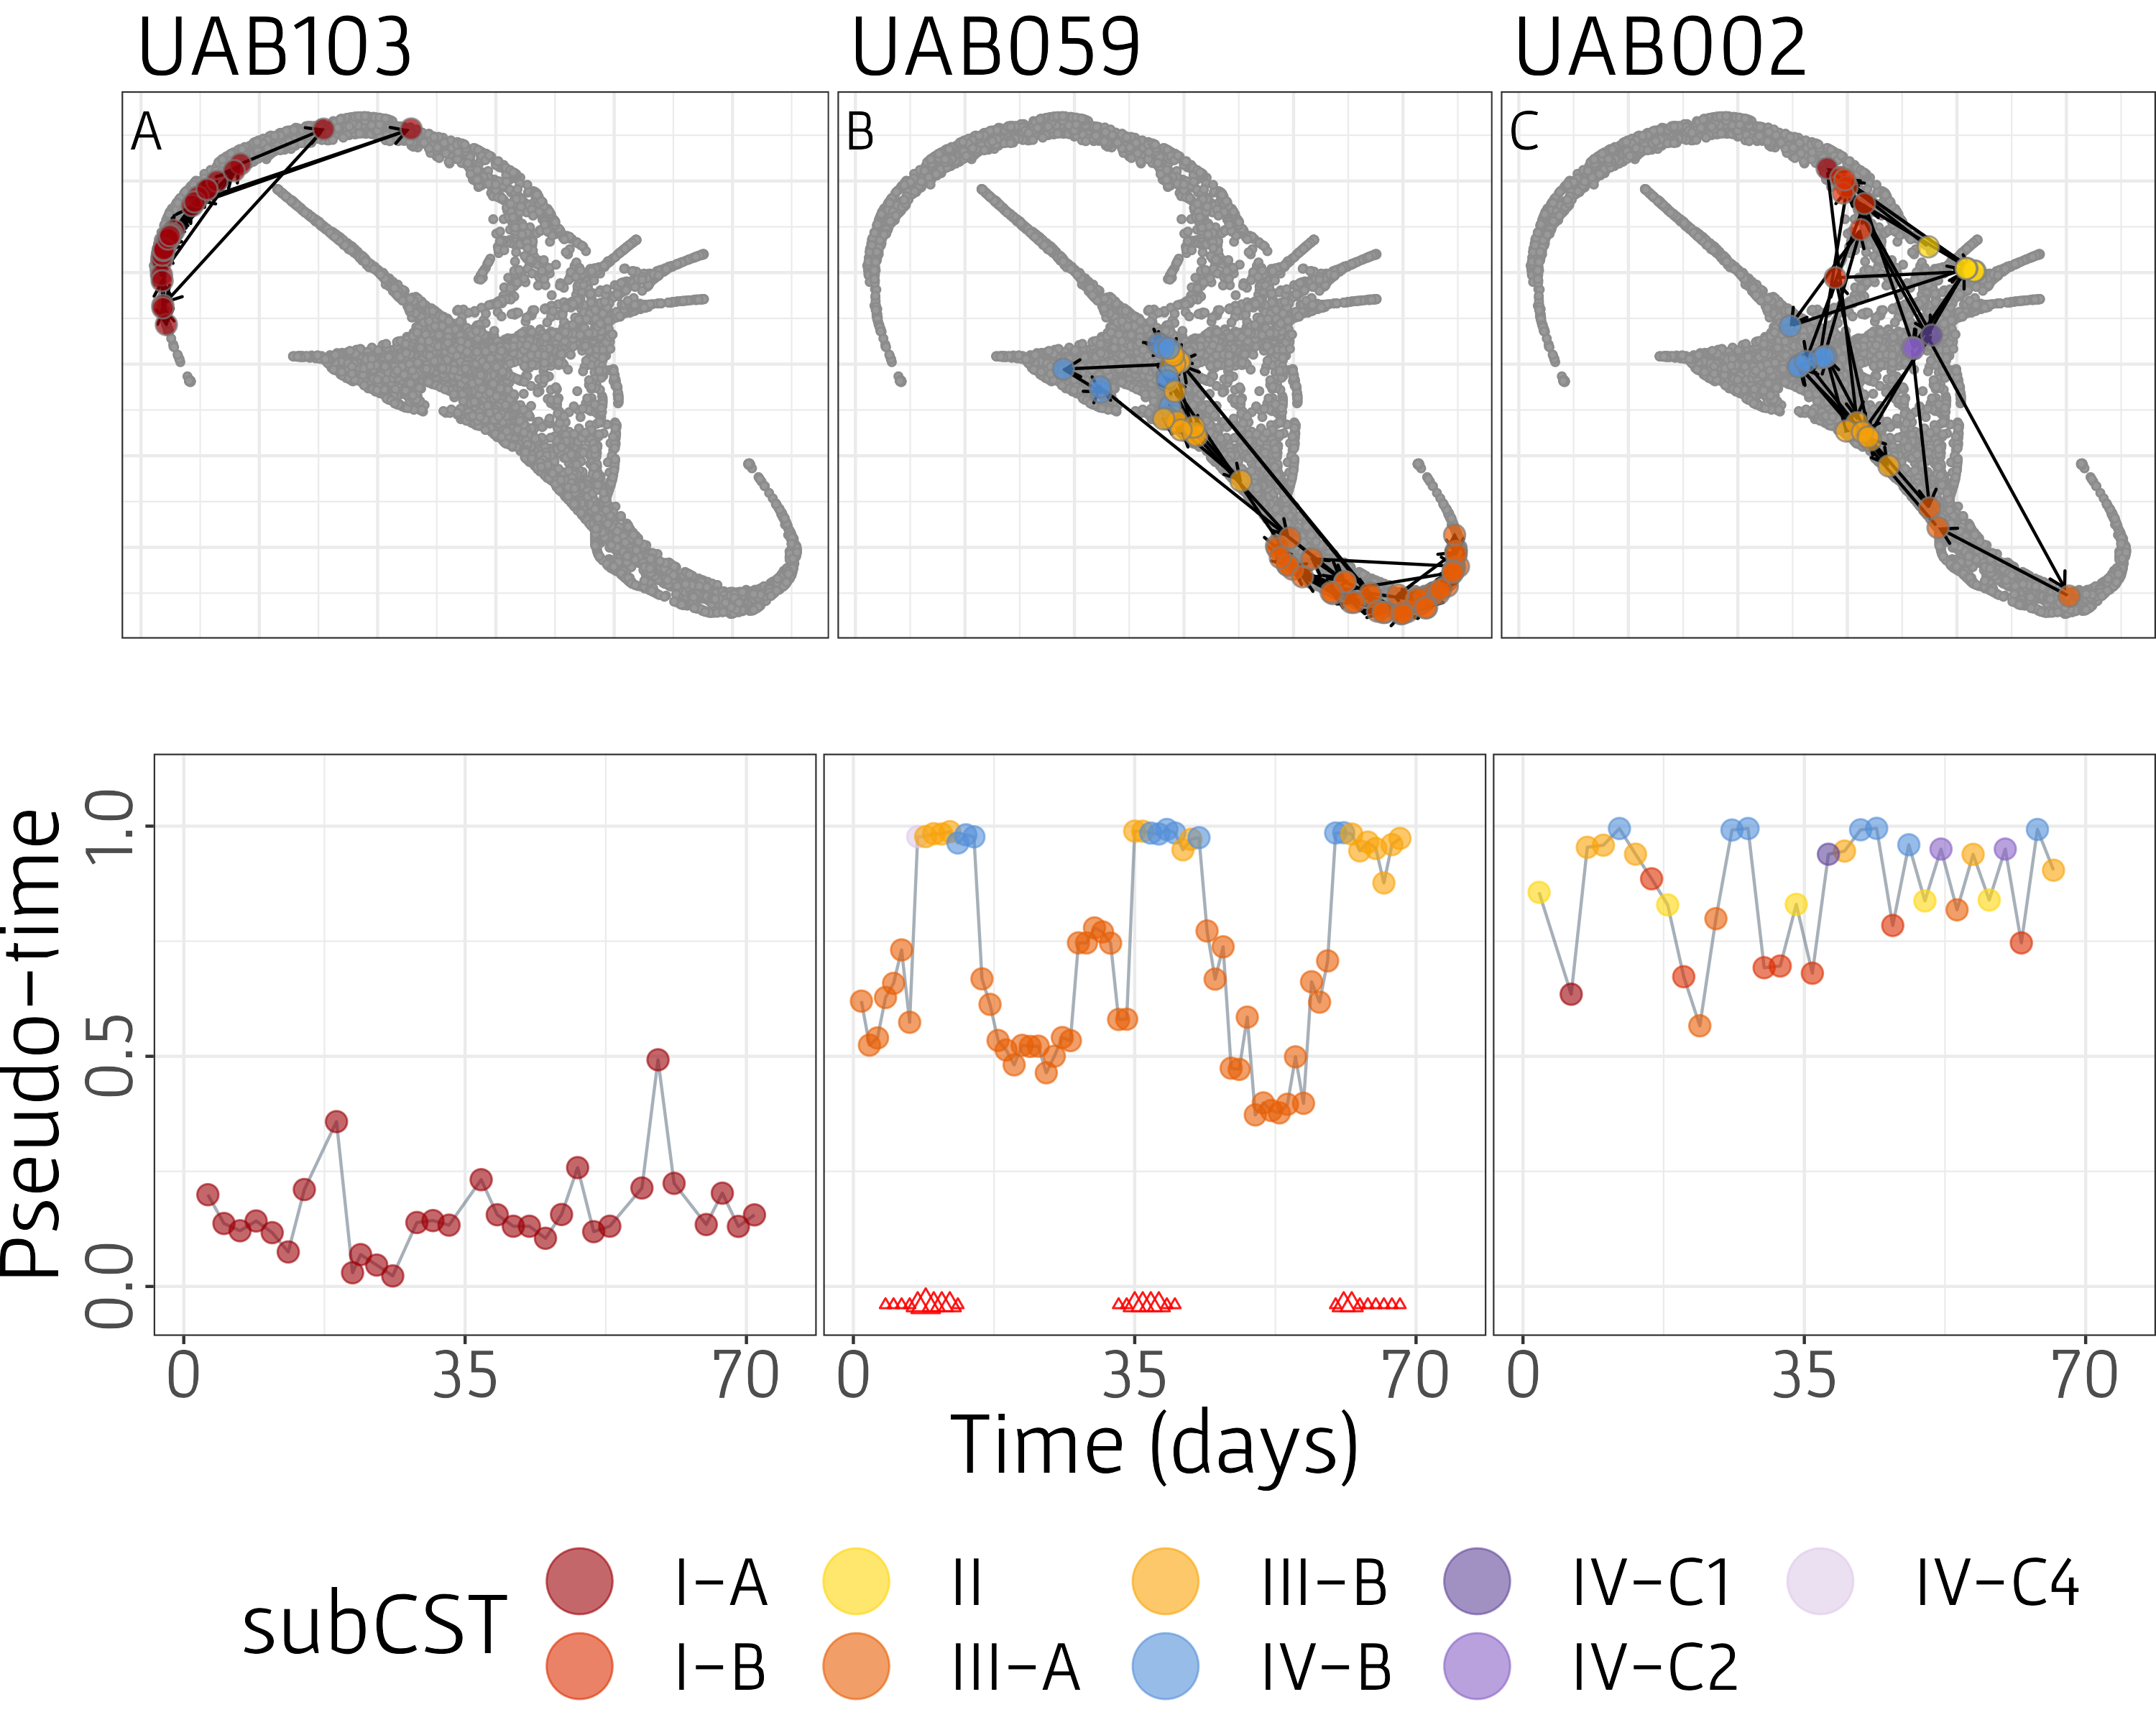 UAB103 UAB059 UAB002
A B C
Pseudo-time
1.0
0.5
0.0
0 35 70 0 35 70 0 35 70
Time (days)
subCST
I-A II III-B IV-C1 IV-C4
I-B III-A IV-B IV-C2